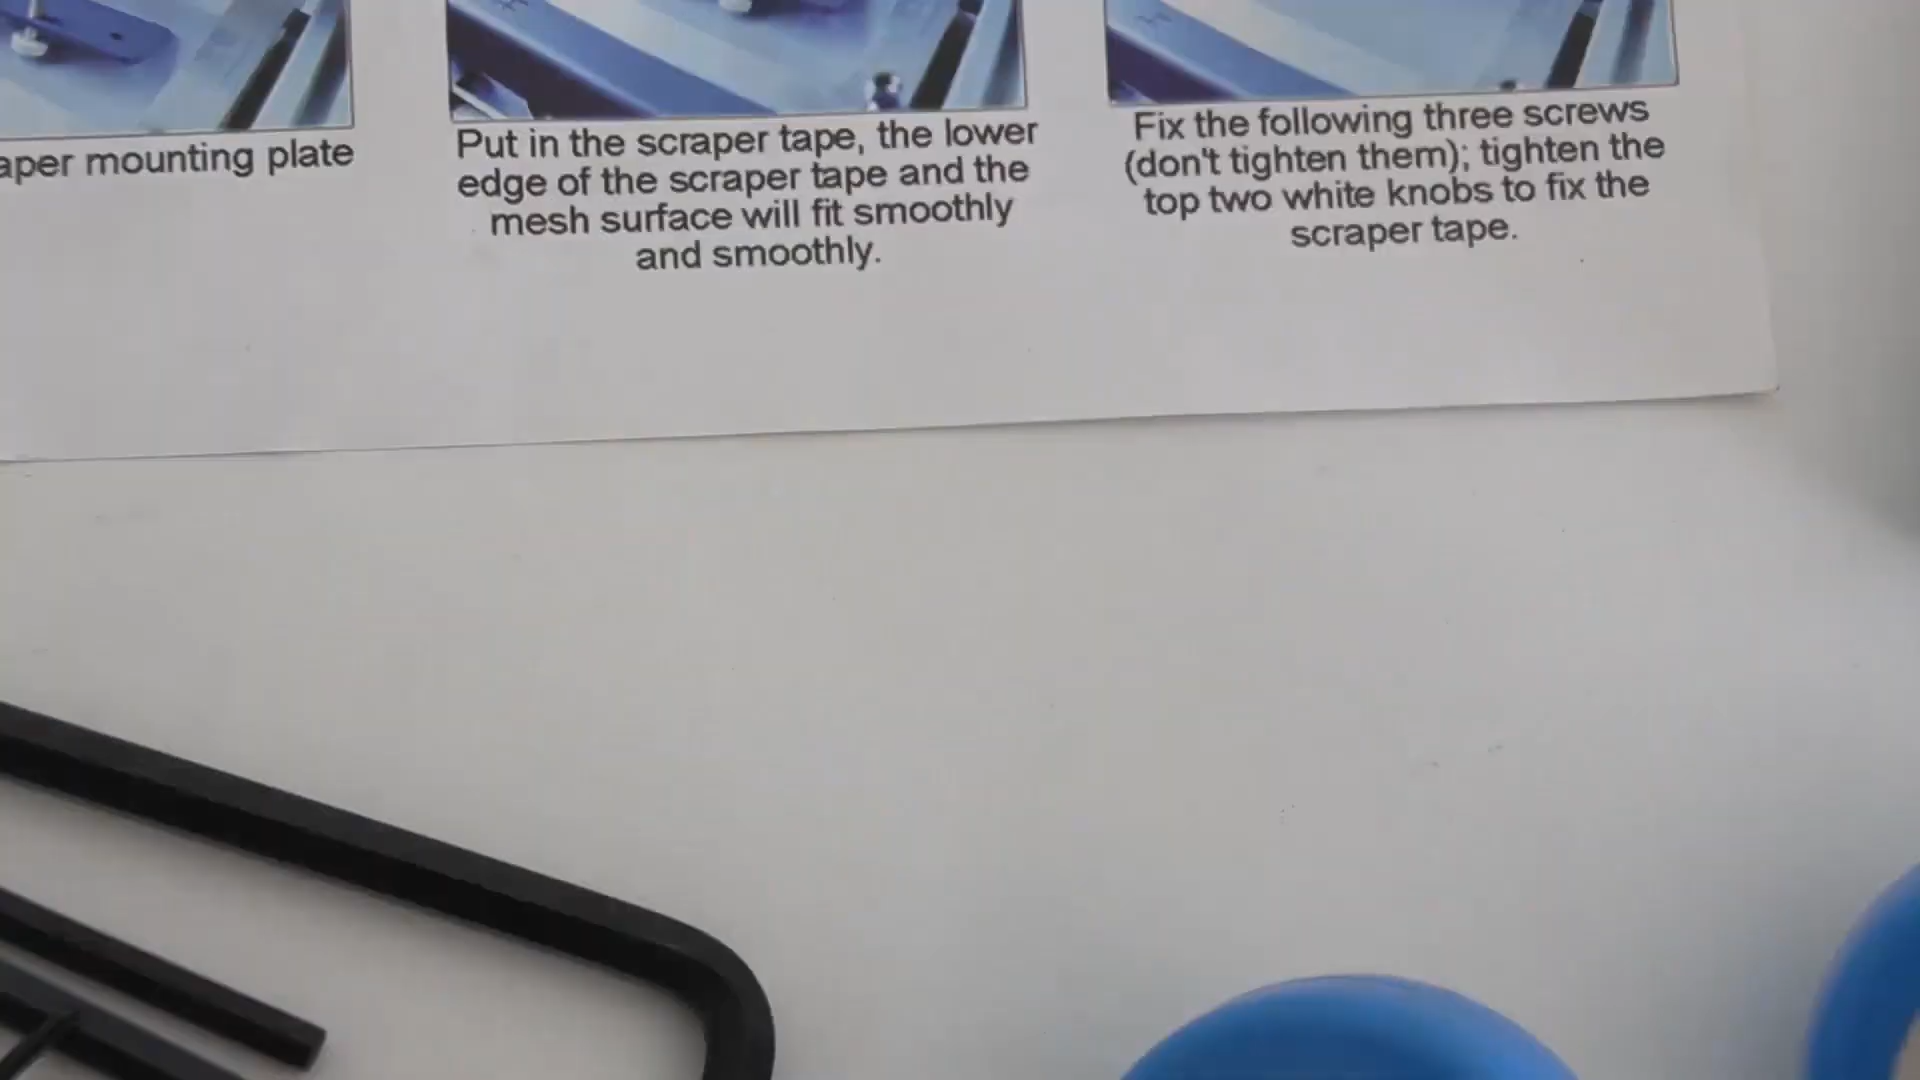 mounting plate
Put in the scraper tape, the lower
edge of the scraper tape and the
mesh surface will fit smoothly
and smoothly.
Fix the following three screws
(don't tighten them); tighten the
top two white knobs to fix the
scraper tape.